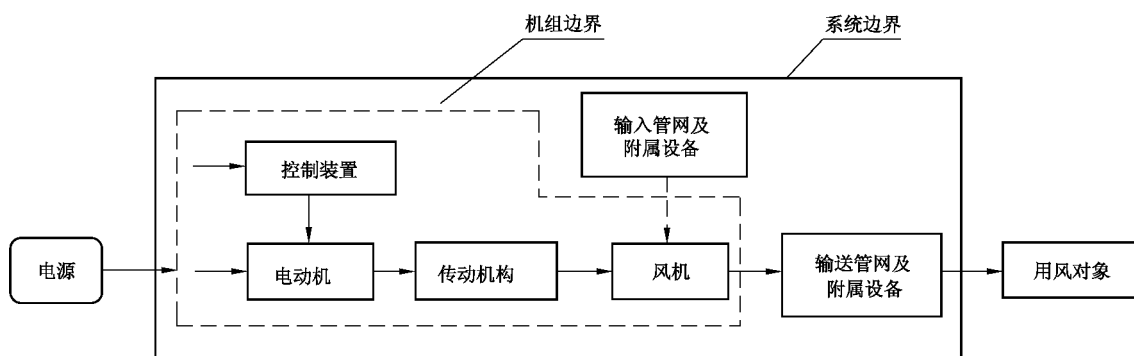 机组边界
系统边界
输入管网及
附属设备
控制装置
电源
电动机
传动机构
风机
输送管网及
附属设备
用风对象